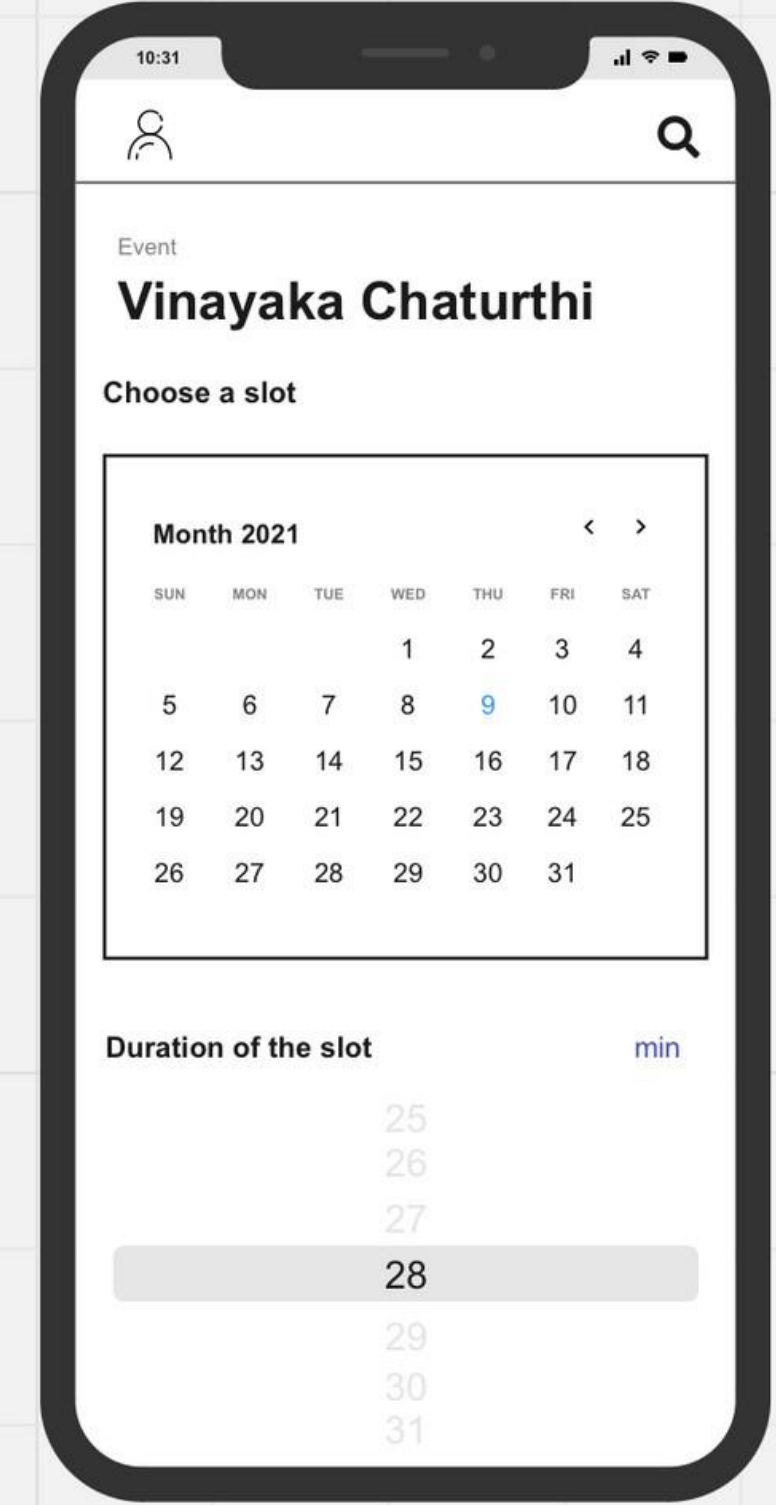 10:31
Event
Vinayaka Chaturthi
Choose a slot
Month 2021
SUN MON TUE WED THU FRI SAT
1 2 3 4
5 6 7 8 9 10 11
12 13 14 15 16 17 18
19 20 21 22 23 24 25
26 27 28 29 30 31
Duration of the slot min
25
26
27
28
29
30
31